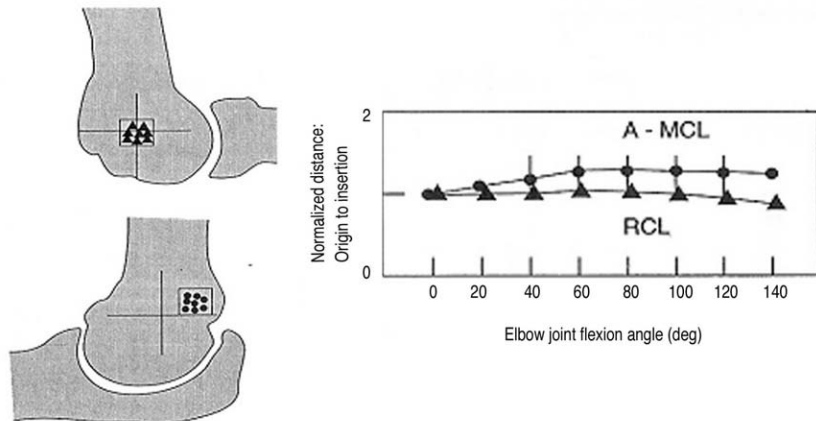 2
A - MCL
Normalized distance:
Origin to insertion
RCL
0
0 20 40 60 80 100 120 140
Elbow joint flexion angle (deg)